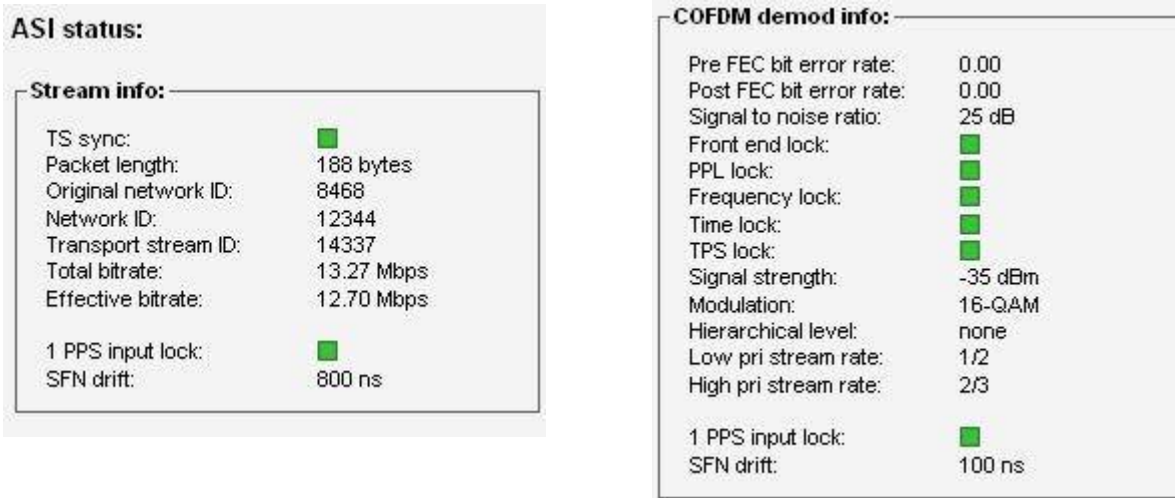 ASI status:
Stream info:
TS sync:
Packet length: 188 bytes
Original network ID: 8468
Network ID: 12344
Transport stream ID: 14337
Total bitrate: 13.27 Mbps
Effective bitrate: 12.70 Mbps
1 PPS input lock:
SFN drift: 800 ns
COFDM demod info:
Pre FEC bit error rate: 0.00
Post FEC bit error rate: 0.00
Signal to noise ratio: 25 dB
Front end lock:
PPL lock:
Frequency lock:
Time lock:
TPS lock:
Signal strength: -35 dBm
Modulation: 16-QAM
Hierarchical level: none
Low pri stream rate: 1/2
High pri stream rate: 2/3
1 PPS input lock:
SFN drift: 100 ns